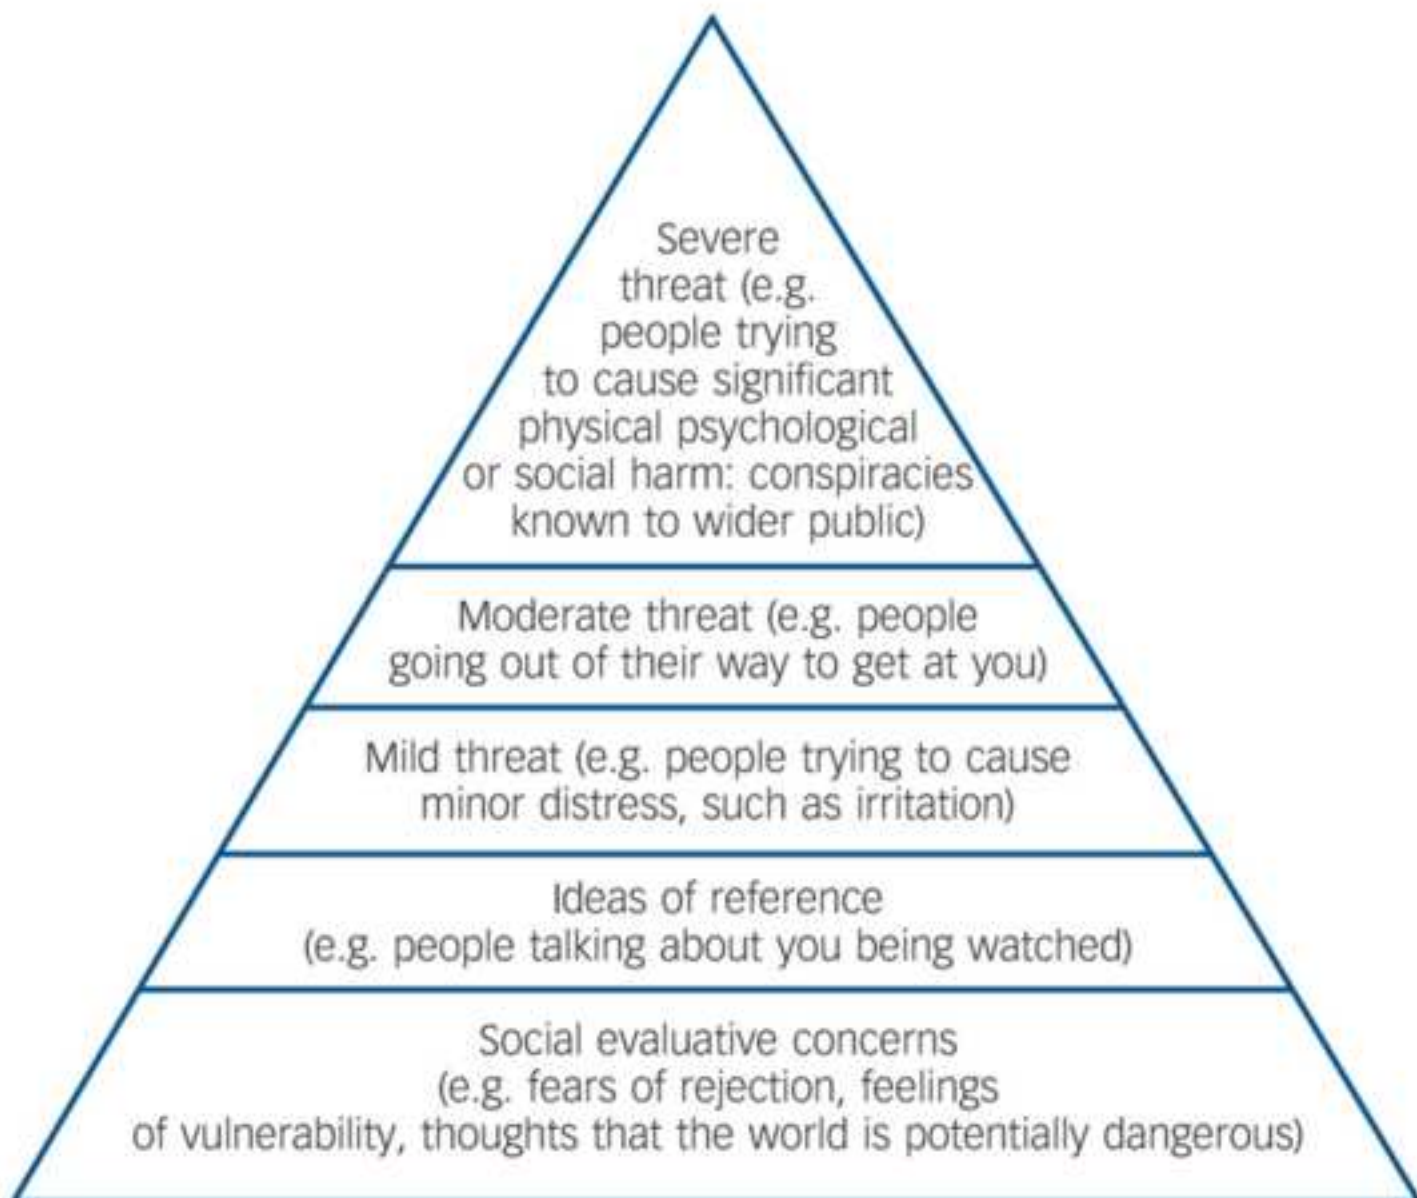 Severe
threat (e.g.
people trying
to cause significant
physical psychological
or social harm: conspiracies
known to wider public)
Moderate threat (e.g. people
going out of their way to get at you)
Mild threat (e.g. people trying to cause
minor distress, such as irritation)
Ideas of reference
(e.g. people talking about you being watched)
Social evaluative concerns
(e.g. fears of rejection, feelings
of vulnerability, thoughts that the world is potentially dangerous)